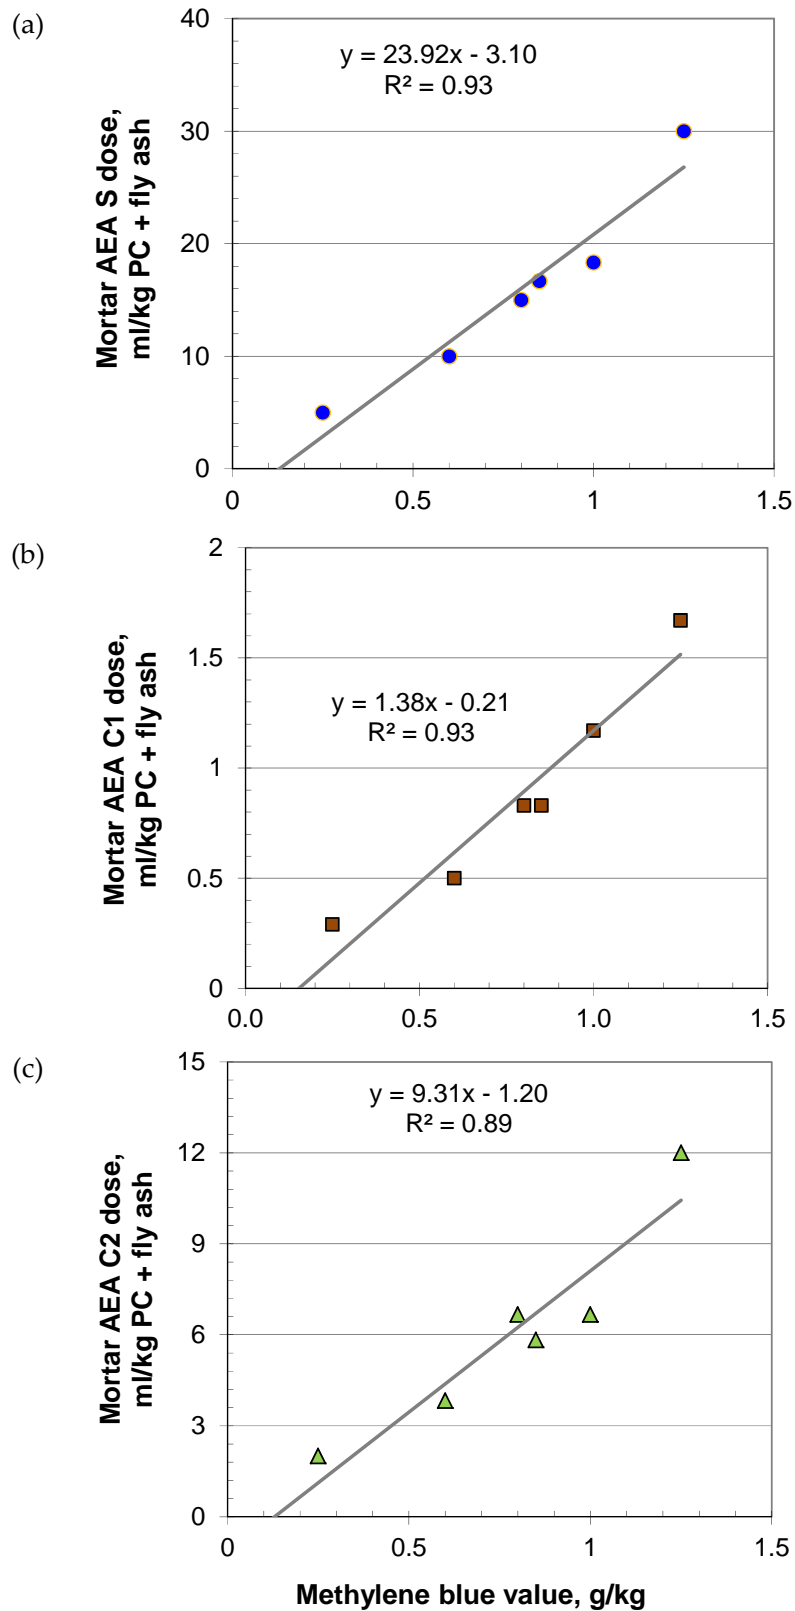 (a)
Mortar AEA S dose,
ml/kg PC + fly ash
40
30
20
10
0
y = 23.92x - 3.10
R² = 0.93
0 0.5 1 1.5
(b)
Mortar AEA C1 dose,
ml/kg PC + fly ash
2
1.5
1
0.5
0
y = 1.38x - 0.21
R² = 0.93
0.0 0.5 1.0 1.5
(c)
Mortar AEA C2 dose,
ml/kg PC + fly ash
15
12
9
6
3
0
y = 9.31x - 1.20
R² = 0.89
0 0.5 1 1.5
Methylene blue value, g/kg